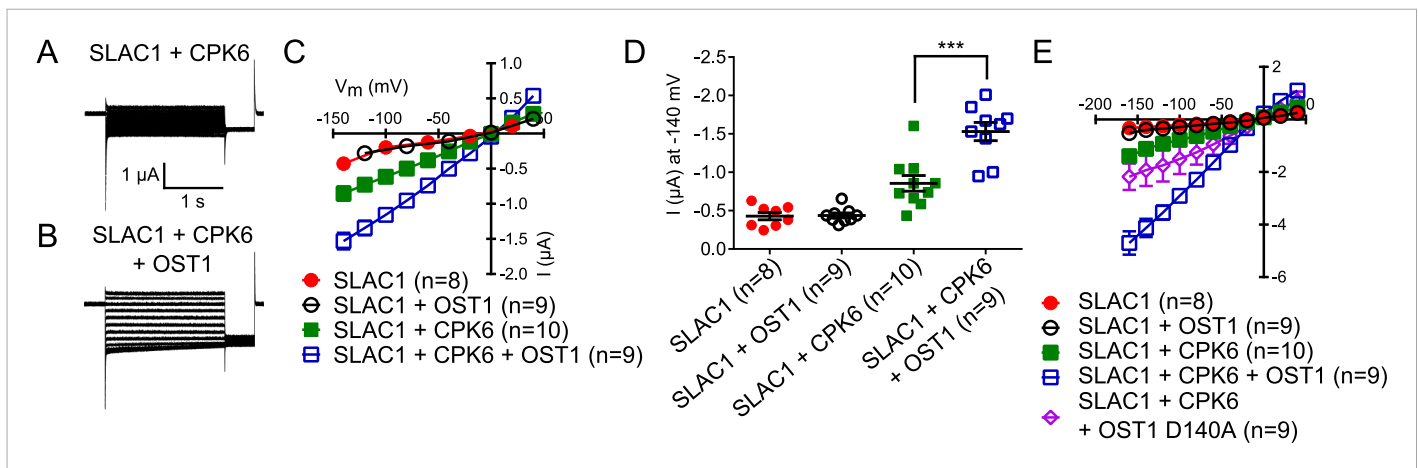 A
SLAC1 + CPK6
1 µA
1 s
B
SLAC1 + CPK6
+ OST1
C
Vm (mV)
-150 -100 -50 50
1.0
0.5
-0.5
-1.0
-1.5
-2.0
I (µA)
SLAC1 (n=8)
SLAC1 + OST1 (n=9)
SLAC1 + CPK6 (n=10)
SLAC1 + CPK6 + OST1 (n=9)
D
I (µA) at -140 mV
-2.5
-2.0
-1.5
-1.0
-0.5
0.0
***
SLAC1 (n=8)
SLAC1 + OST1 (n=9)
SLAC1 + CPK6 (n=10)
SLAC1 + CPK6
+ OST1 (n=9)
E
-200 -160 -120 -80 -40 0
2
-2
-4
-6
SLAC1
(n=8)
SLAC1 + OST1 (n=9)
SLAC1 + CPK6
(n=10)
SLAC1 + CPK6 + OST1 (n=9)
SLAC1 + CPK6
+ OST1 D140A (n=9)